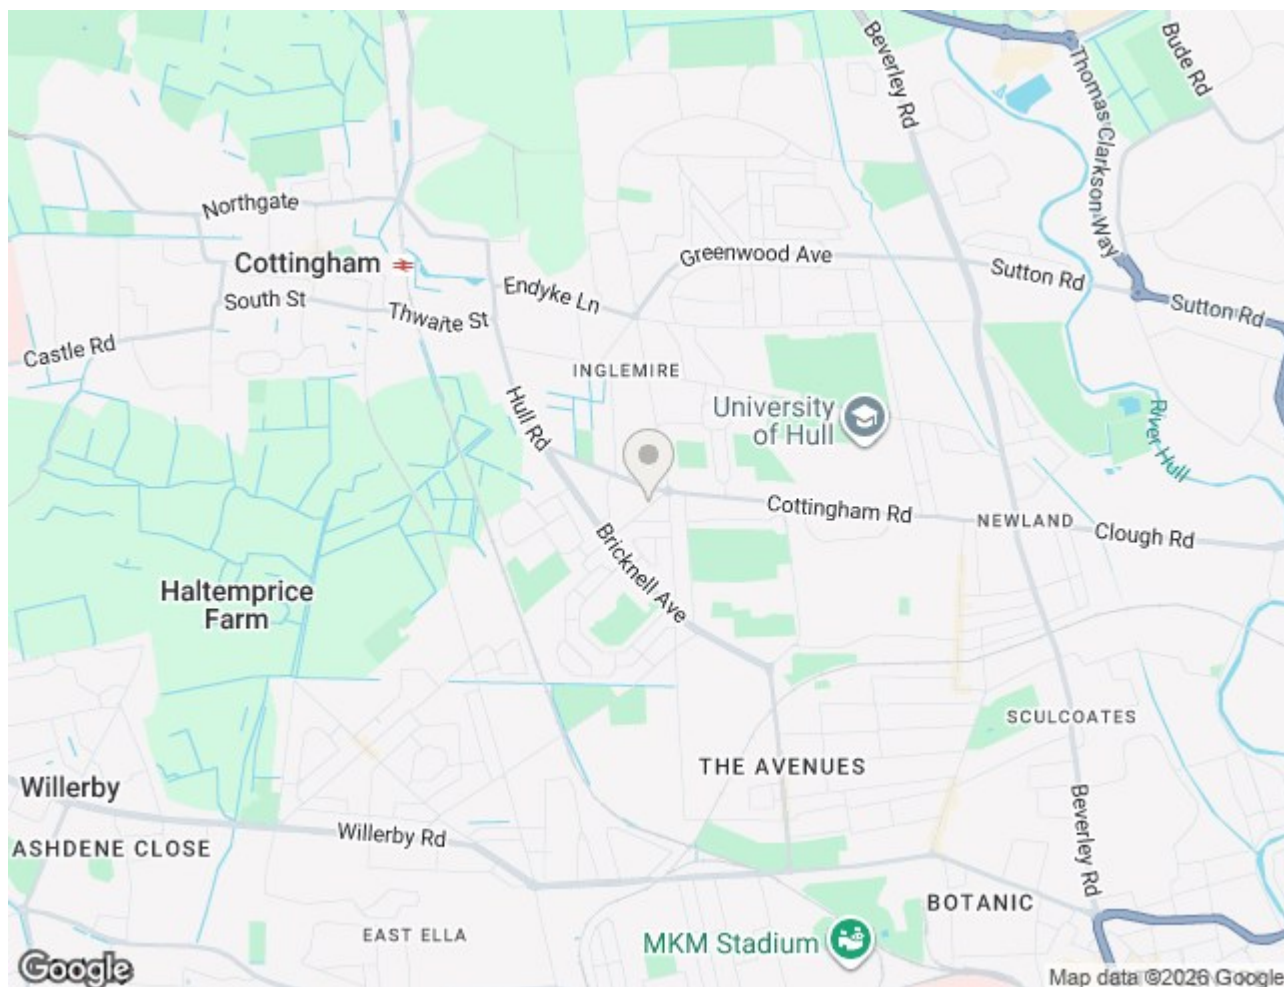 Beverley Rd
Bude Rd
Thomas Clarkson Way
Northgate
Cottingham
Greenwood Ave
Sutton Rd
Sutton Rd
Endyke Ln
South St
Thwaite St
Castle Rd
INGLEMIRE
Hull Rd
University
of Hull
River Hull
Cottingham Rd
NEWLAND
Clough Rd
Bricknell Ave
Haltemprice
Farm
SCULCOATES
THE AVENUES
Willerby
Willerby Rd
Beverley Rd
ASHDENE CLOSE
BOTANIC
EAST ELLA
MKM Stadium
Google
Map data ©2026 Google